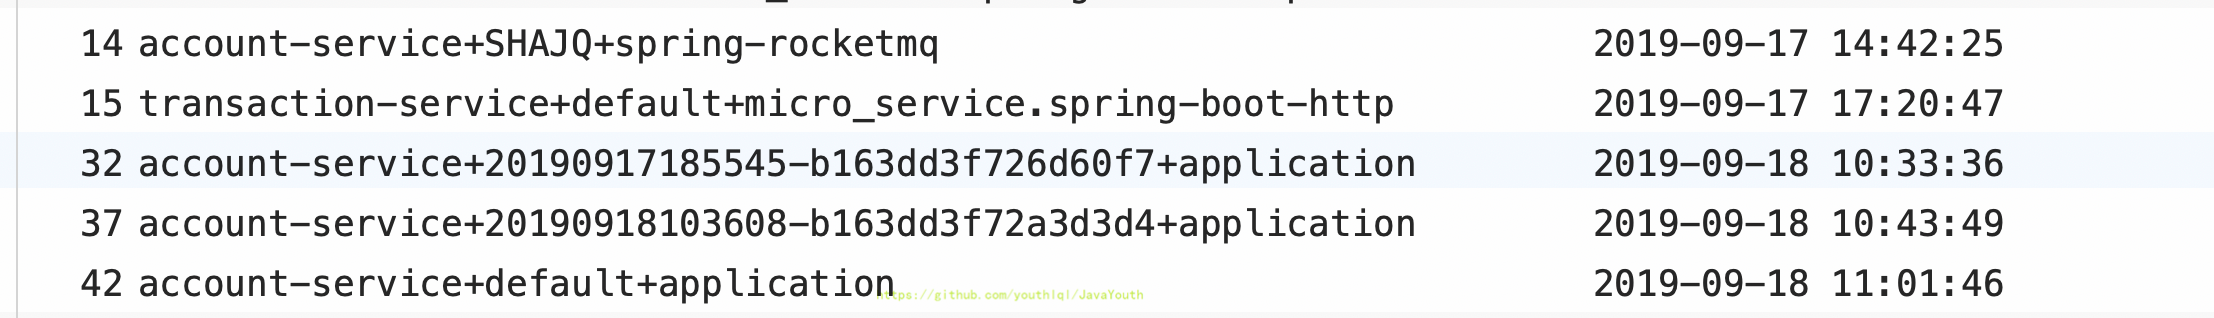 14 account-service+SHAJQ+spring-rocketmq 2019-09-17 14:42:25
15 transaction-service+default+micro_service.spring-boot-http 2019-09-17 17:20:47
32 account-service+20190917185545-b163dd3f726d60f7+application 2019-09-18 10:33:36
37 account-service+20190918103608-b163dd3f72a3d3d4+application 2019-09-18 10:43:49
42 account-service+default+application 2019-09-18 11:01:46
https://github.com/youthlql/JavaYouth